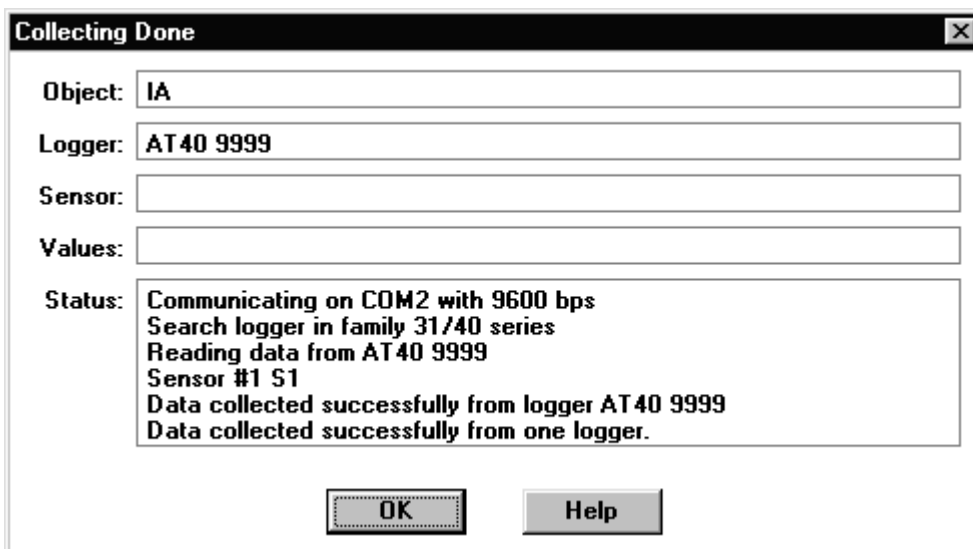 Collecting Done
Object: IA
Logger: AT40 9999
Sensor:
Values:
Status: Communicating on COM2 with 9600 bps
Search logger in family 31/40 series
Reading data from AT40 9999
Sensor #1 S1
Data collected successfully from logger AT40 9999
Data collected successfully from one logger.
OK Help